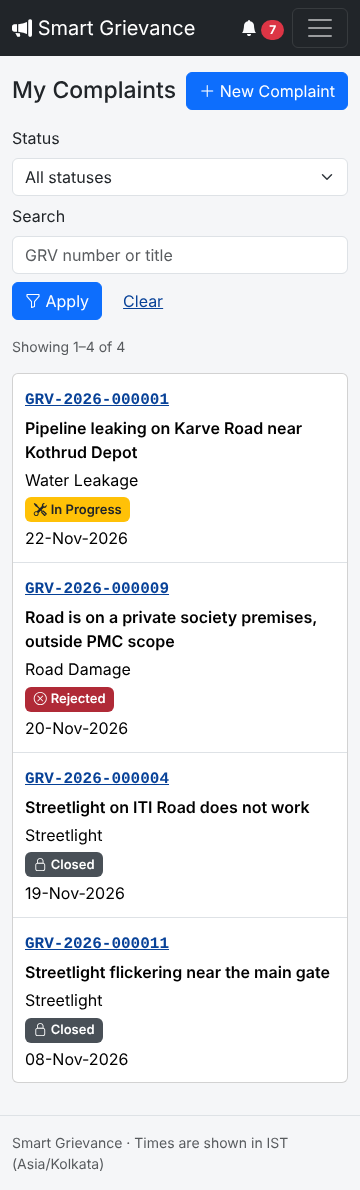 Smart Grievance
7
My Complaints
New Complaint
Status
All statuses
Search
GRV number or title
Apply
Clear
Showing 1–4 of 4
GRV-2026-000001
Pipeline leaking on Karve Road near
Kothrud Depot
Water Leakage
In Progress
22-Nov-2026
GRV-2026-000009
Road is on a private society premises,
outside PMC scope
Road Damage
Rejected
20-Nov-2026
GRV-2026-000004
Streetlight on ITI Road does not work
Streetlight
Closed
19-Nov-2026
GRV-2026-000011
Streetlight flickering near the main gate
Streetlight
Closed
08-Nov-2026
Smart Grievance · Times are shown in IST
(Asia/Kolkata)